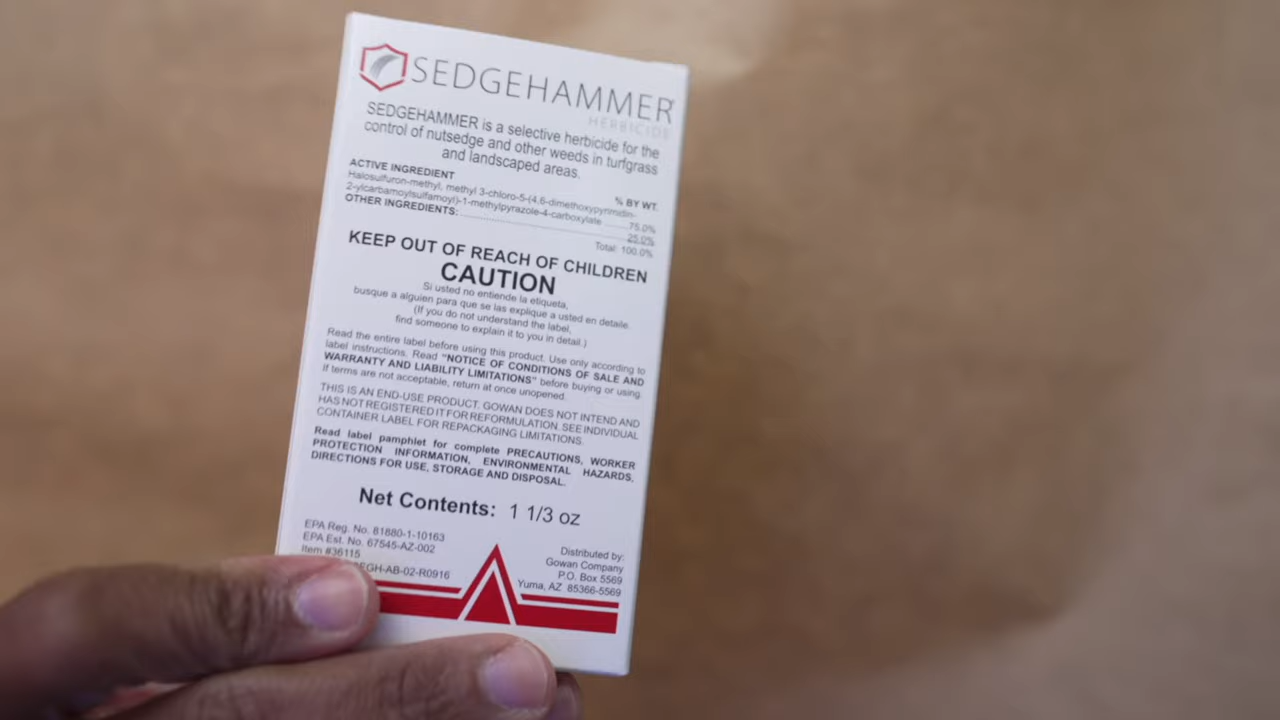 SEDGEHAMMER
HERBICIDE
SEDGEHAMMER is a selective herbicide for the
control of nutsedge and other weeds in turfgrass
and landscaped areas.
ACTIVE INGREDIENT % BY WT.
Halosulfuron-methyl, methyl 3-chloro-5-(4,6-dimethoxypyrimidin-
2-ylcarbamoylsulfamoyl)-1-methylpyrazole-4-carboxylate ........75.0%
OTHER INGREDIENTS: ........25.0%
Total: 100.0%
KEEP OUT OF REACH OF CHILDREN
CAUTION
Si usted no entiende la etiqueta,
busque a alguien para que se las explique a usted en detaile.
(If you do not understand the label,
find someone to explain it to you in detail.)
Read the entire label before using this product. Use only according to
label instructions. Read "NOTICE OF CONDITIONS OF SALE AND
WARRANTY AND LIABILITY LIMITATIONS" before buying or using.
If terms are not acceptable, return at once unopened.
THIS IS AN END-USE PRODUCT. GOWAN DOES NOT INTEND AND
HAS NOT REGISTERED IT FOR REFORMULATION. SEE INDIVIDUAL
CONTAINER LABEL FOR REPACKAGING LIMITATIONS.
Read label pamphlet for complete PRECAUTIONS, WORKER
PROTECTION INFORMATION, ENVIRONMENTAL HAZARDS,
DIRECTIONS FOR USE, STORAGE AND DISPOSAL.
Net Contents: 1 1/3 oz
EPA Reg. No. 81880-1-10163
EPA Est. No. 67545-AZ-002
Item #36115
EGH-AB-02-R0916
Distributed by:
Gowan Company
P.O. Box 5569
Yuma, AZ 85366-5569